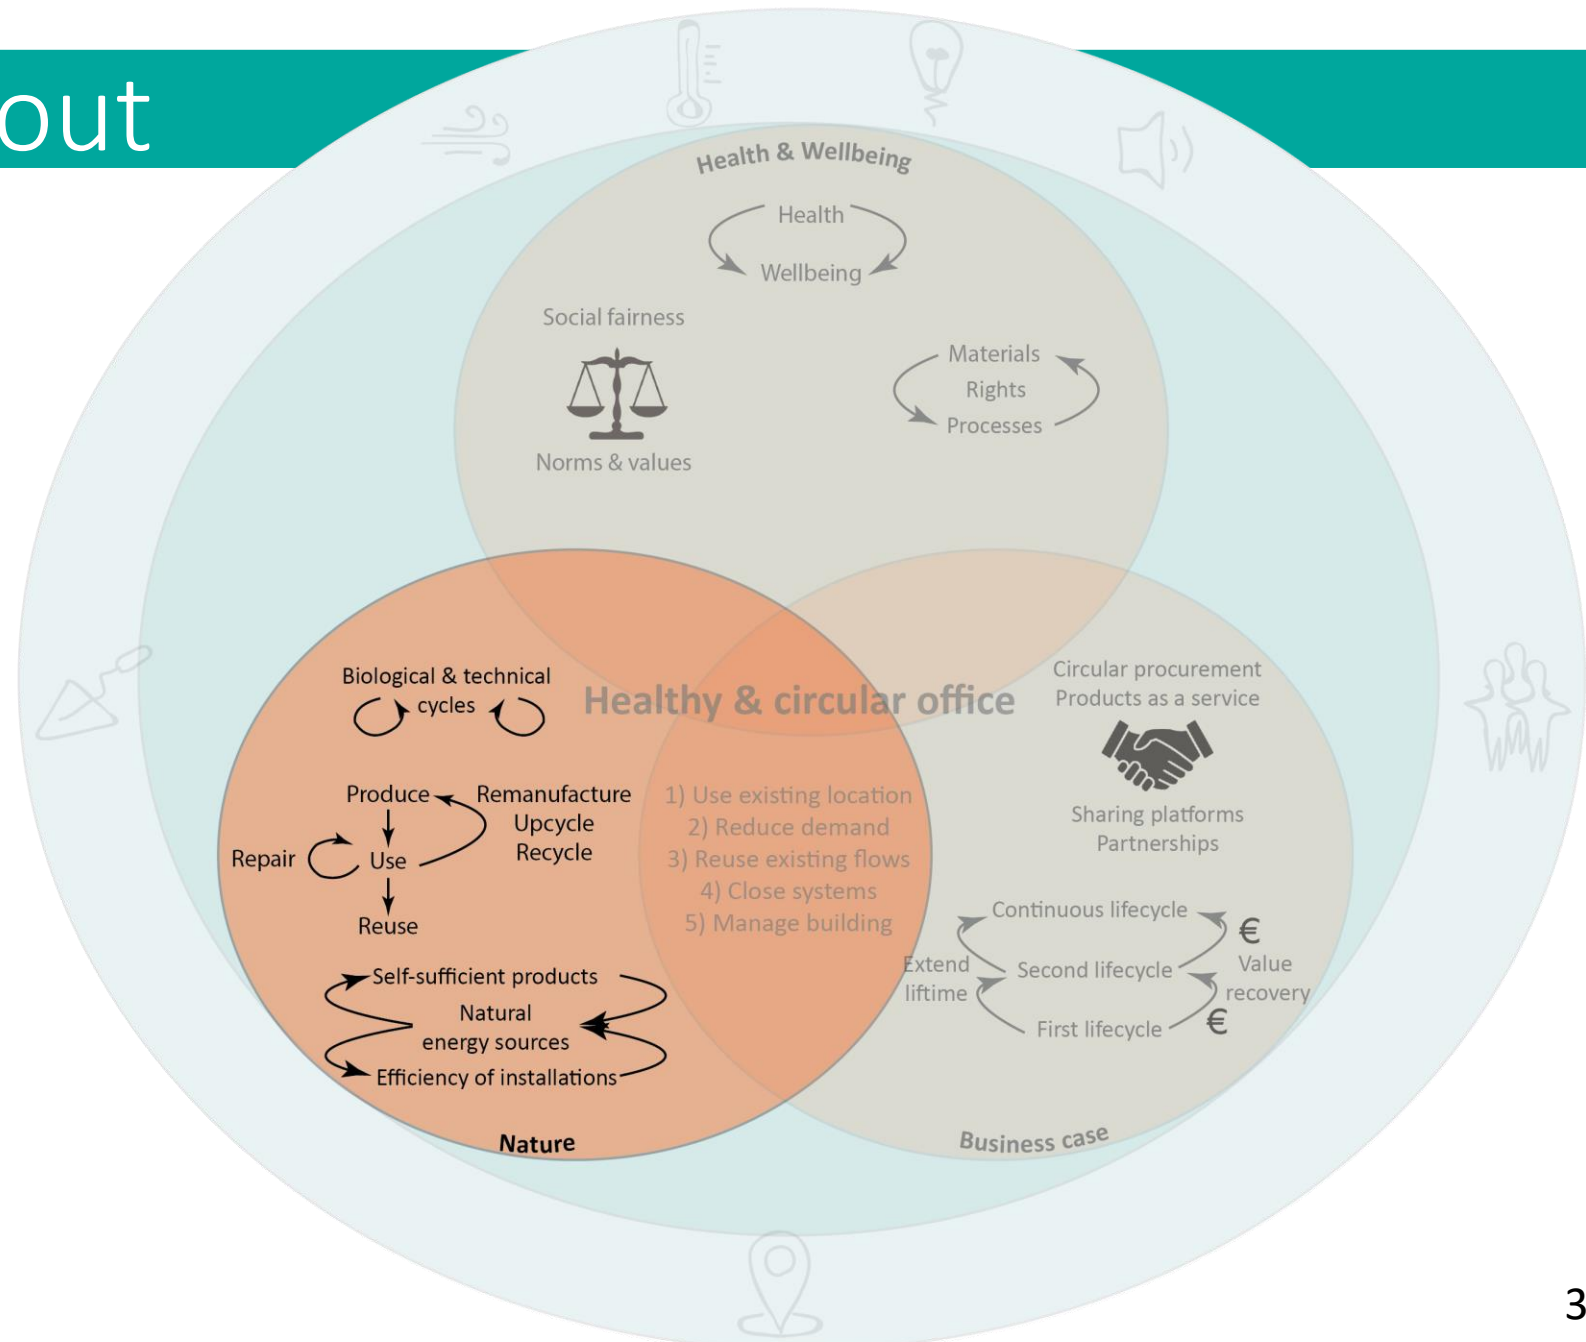 out
Health & Wellbeing
Health
Wellbeing
Social fairness
Norms & values
Materials
Rights
Processes
Healthy & circular office
Biological & technical
cycles
Produce
Remanufacture
Upcycle
Recycle
Repair
Use
Reuse
Self-sufficient products
Natural
energy sources
Efficiency of installations
Nature
1) Use existing location
2) Reduce demand
3) Reuse existing flows
4) Close systems
5) Manage building
Circular procurement
Products as a service
Sharing platforms
Partnerships
Continuous lifecycle
€
Extend
liftime
Second lifecycle
Value
recovery
First lifecycle
€
Business case
3